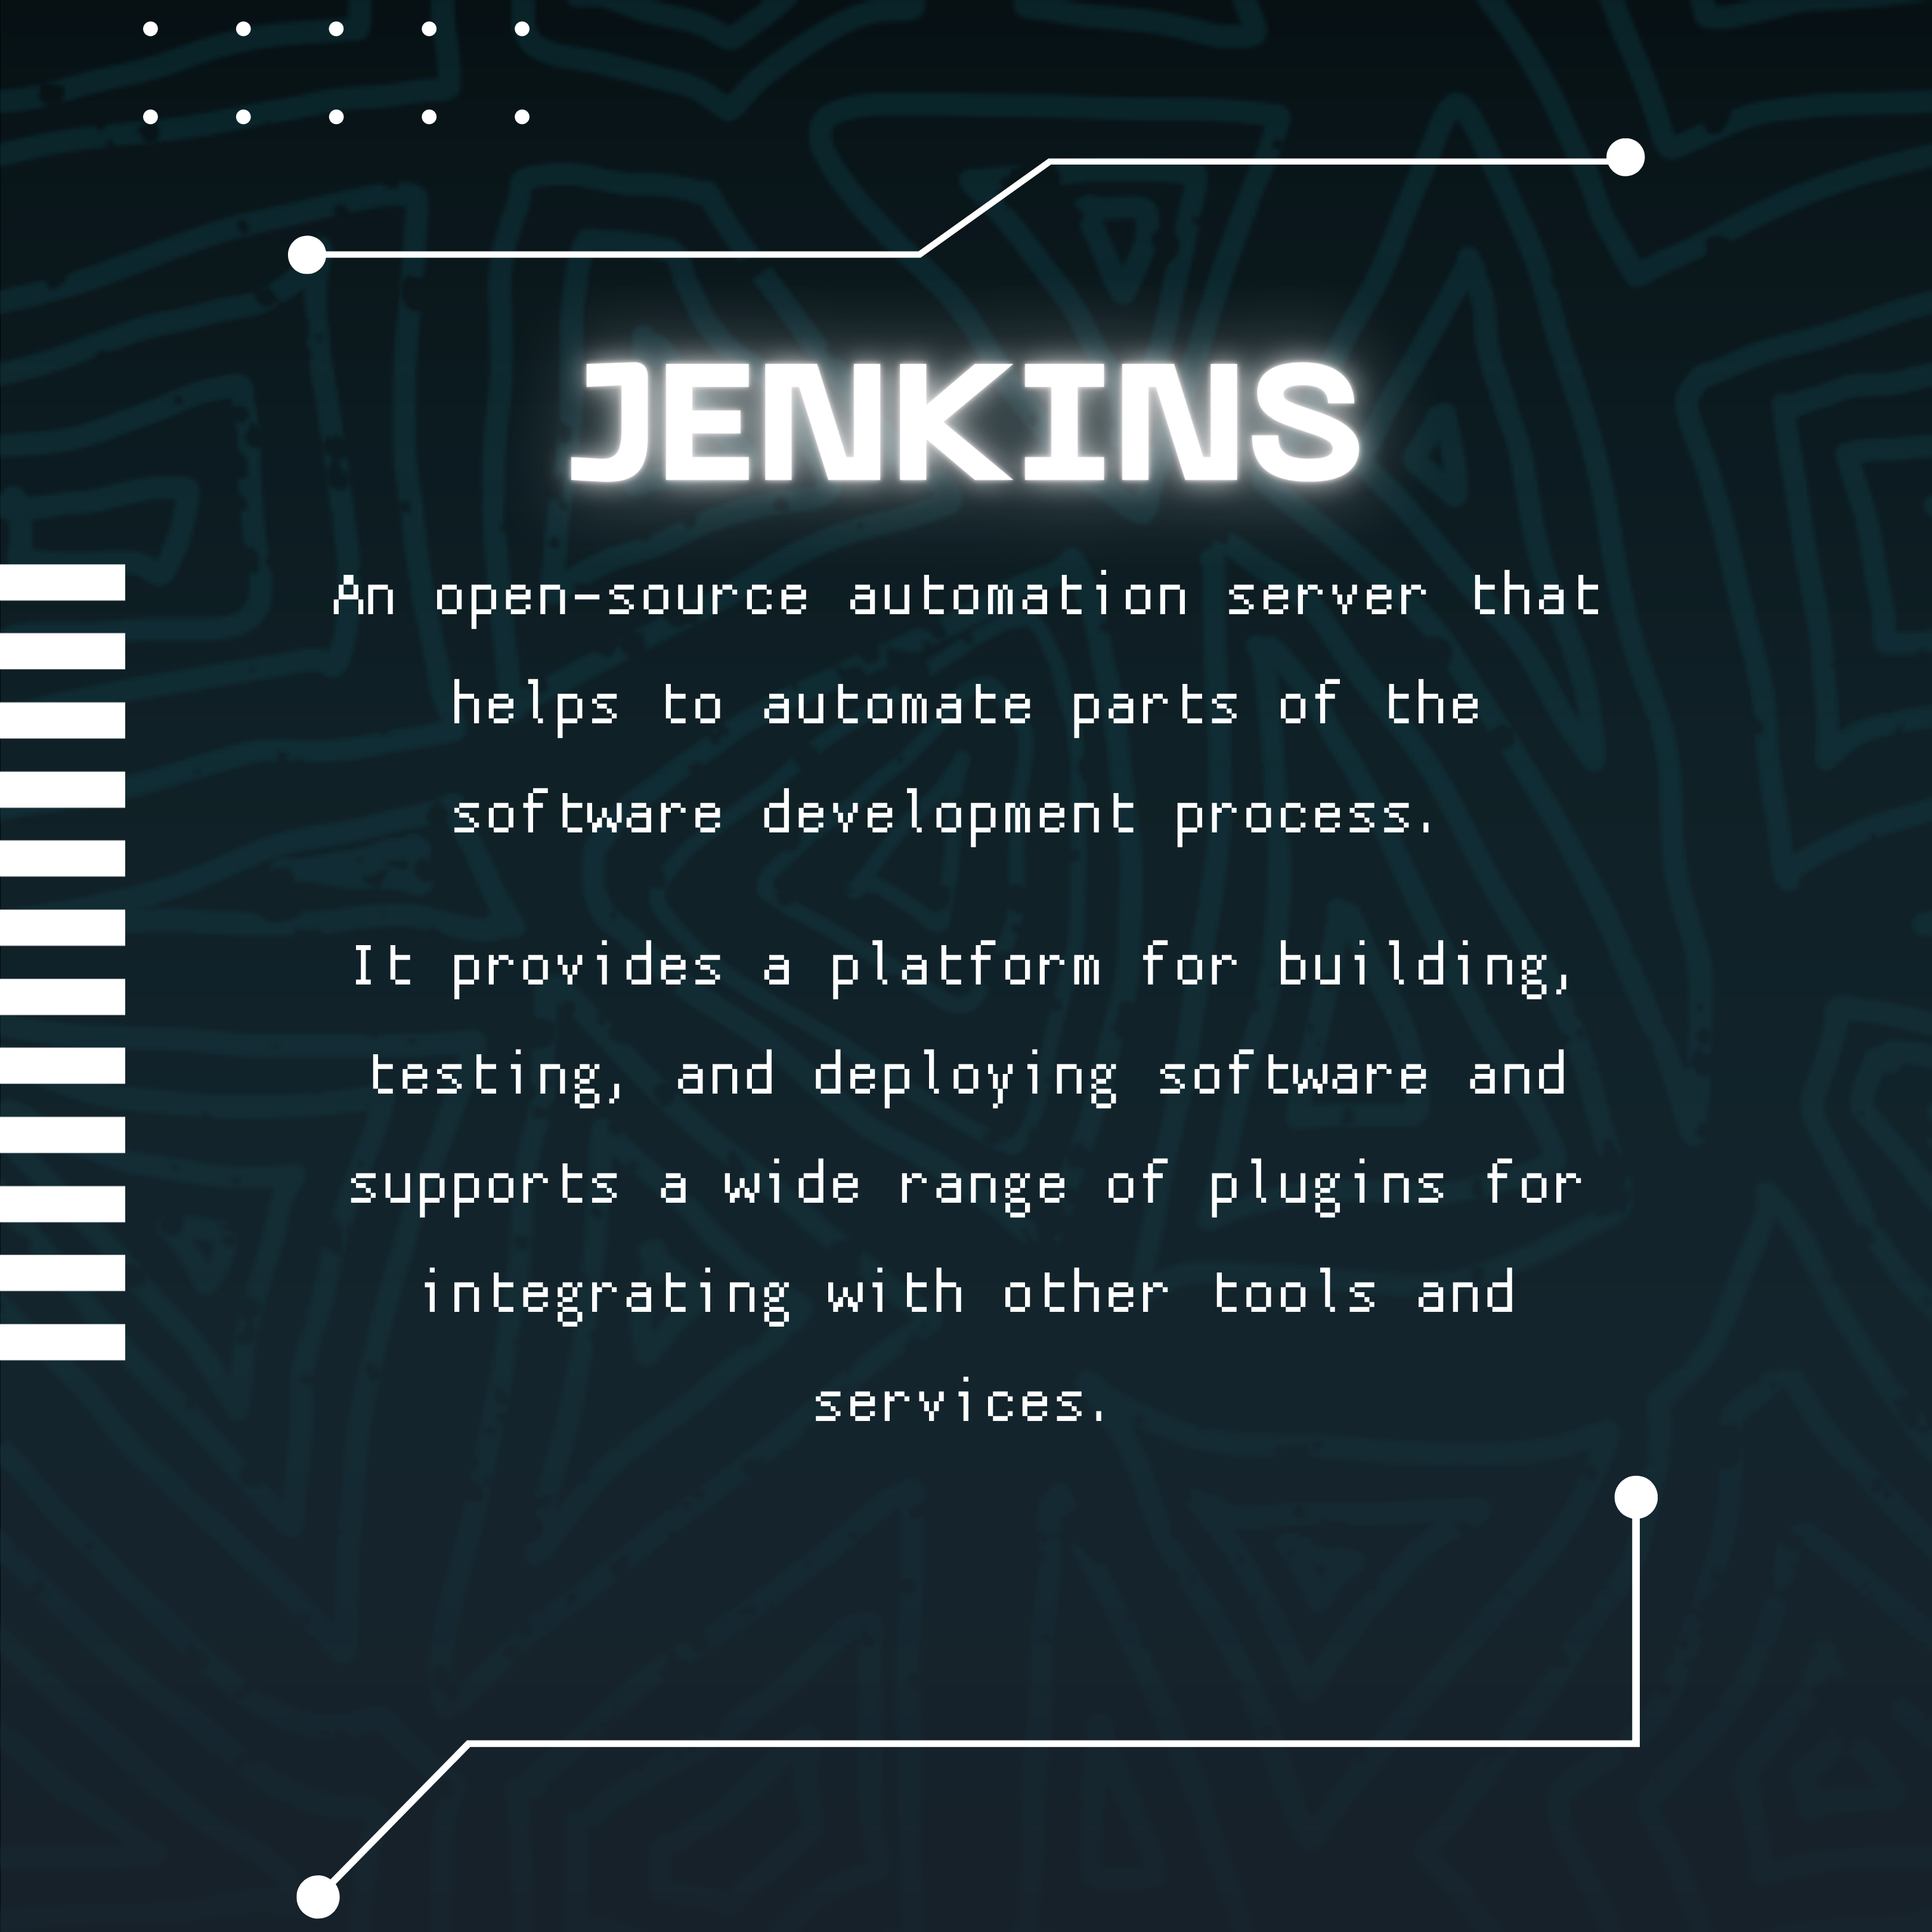 JENKINS
An open-source automation server that
helps to automate parts of the
software development process.
It provides a platform for building,
testing, and deploying software and
supports a wide range of plugins for
integrating with other tools and
services.